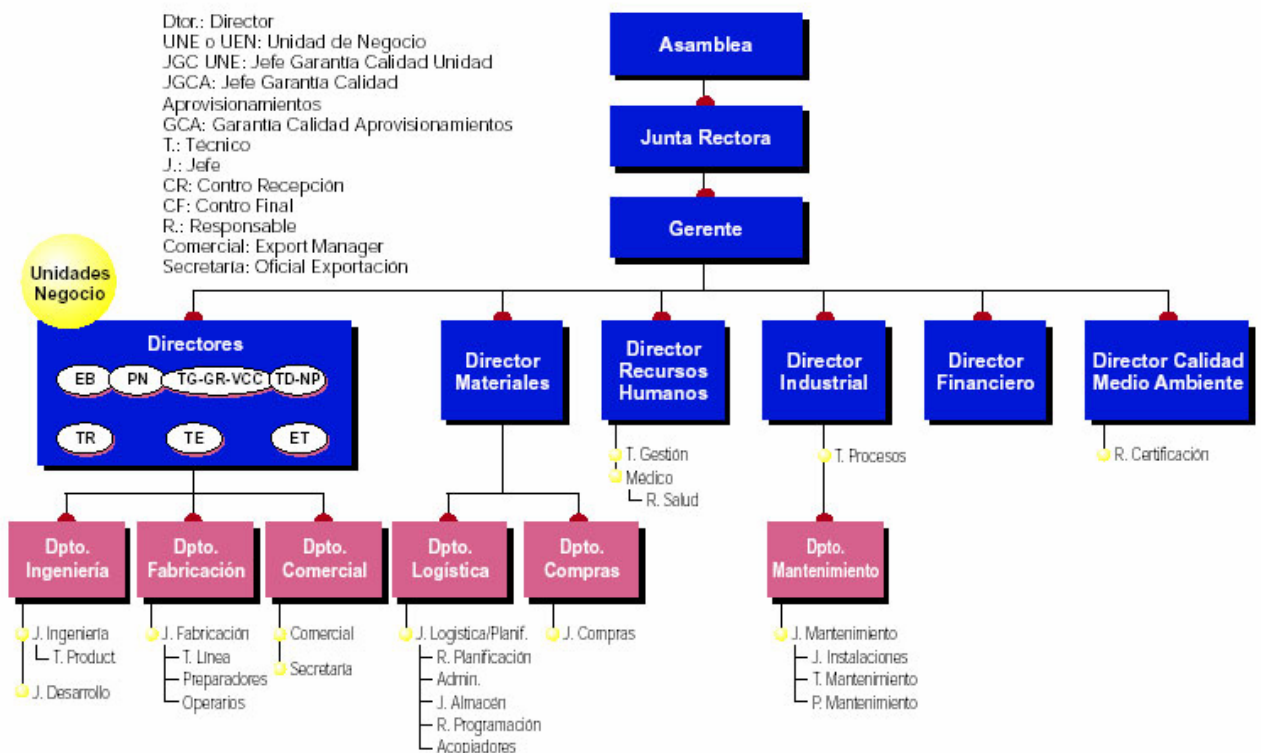 Dtor.: Director
UNE o UEN: Unidad de Negocio
JGC UNE: Jefe Garantía Calidad Unidad
JGCA: Jefe Garantía Calidad
Aprovisionamientos
GCA: Garantía Calidad Aprovisionamientos
T.: Técnico
J.: Jefe
CR: Contro Recepción
CF: Contro Final
R.: Responsable
Comercial: Export Manager
Secretaría: Oficial Exportación
Asamblea
Junta Rectora
Gerente
Unidades
Negocio
Directores
EB PN TG-GR-VCC TD-NP
TR TE ET
Director
Materiales
Director
Recursos
Humanos
Director
Industrial
Director
Financiero
Director Calidad
Medio Ambiente
T. Gestión
Médico
R. Salud
T. Procesos
R. Certificación
Dpto.
Ingeniería
Dpto.
Fabricación
Dpto.
Comercial
Dpto.
Logística
Dpto.
Compras
Dpto.
Mantenimiento
J. Ingeniería
T. Product
J. Desarrollo
J. Fabricación
T. Línea
Preparadores
Operarios
Comercial
Secretaría
J. Logística/Planif.
R. Planificación
Admin.
J. Almacén
R. Programación
Acopiadores
J. Compras
J. Mantenimiento
J. Instalaciones
T. Mantenimiento
P. Mantenimiento